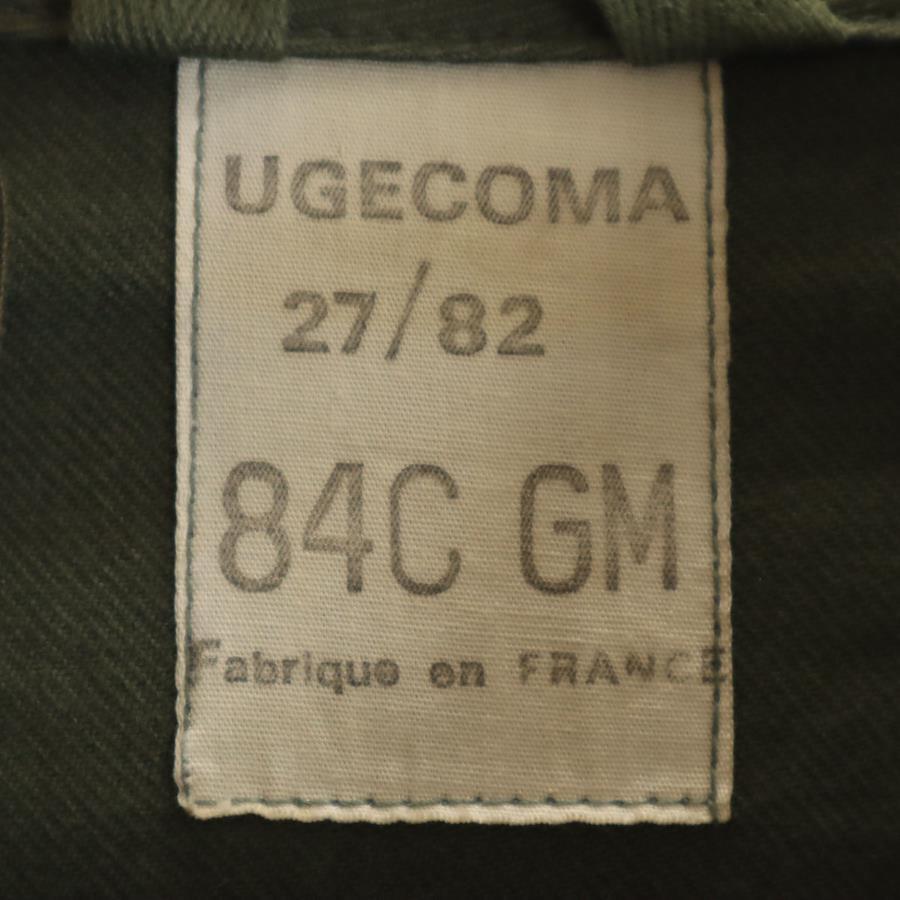 UGECOMA
27/82
84C GM
Fabrique en FRANCE